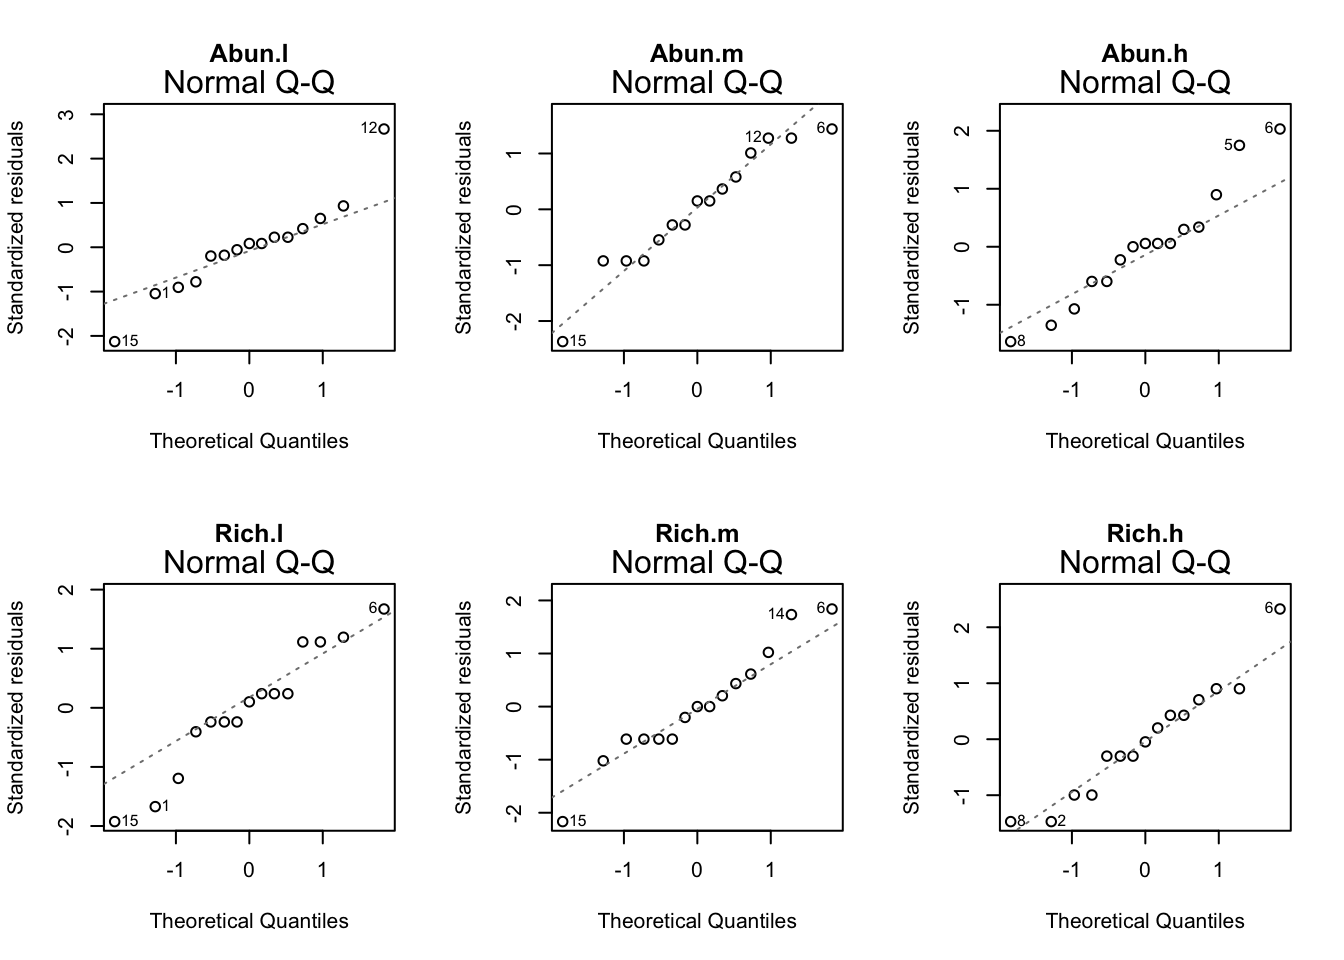 Abun.l
Normal Q-Q
Standardized residuals
3
2
1
0
-1
-2
12
1
15
-1 0 1
Theoretical Quantiles
Abun.m
Normal Q-Q
Standardized residuals
1
0
-1
-2
12
6
15
-1 0 1
Theoretical Quantiles
Abun.h
Normal Q-Q
Standardized residuals
2
1
0
-1
6
5
8
-1 0 1
Theoretical Quantiles
Rich.l
Normal Q-Q
Standardized residuals
2
1
0
-1
-2
6
1
15
-1 0 1
Theoretical Quantiles
Rich.m
Normal Q-Q
Standardized residuals
2
1
0
-1
-2
14
6
15
-1 0 1
Theoretical Quantiles
Rich.h
Normal Q-Q
Standardized residuals
2
1
0
-1
6
8
2
-1 0 1
Theoretical Quantiles